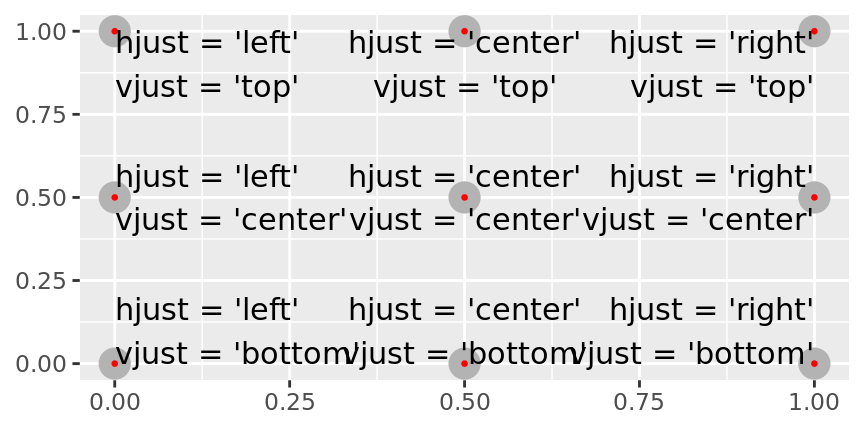 1.00
hjust = 'left' hjust = 'center' hjust = 'right'
vjust = 'top' vjust = 'top' vjust = 'top'
0.75
hjust = 'left' hjust = 'center' hjust = 'right'
0.50
vjust = 'center' vjust = 'center' vjust = 'center'
0.25
hjust = 'left' hjust = 'center' hjust = 'right'
vjust = 'bottom' vjust = 'bottom' vjust = 'bottom'
0.00
0.00 0.25 0.50 0.75 1.00